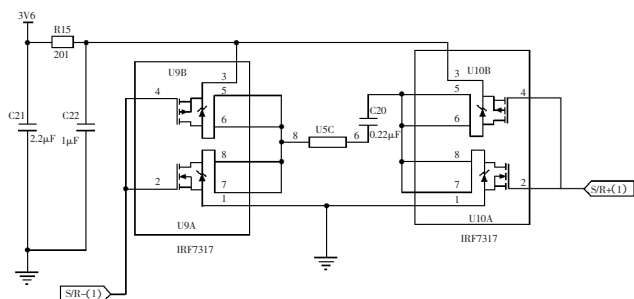 3V6
R15
201
U9B
U10B
3
3
4
5
5
4
C21
C22
C20
6
6
2.2μF
1μF
8
U5C
6
0.22μF
8
8
2
2
7
7
S/R+(1)
1
1
U9A
U10A
IRF7317
IRF7317
S/R-(1)